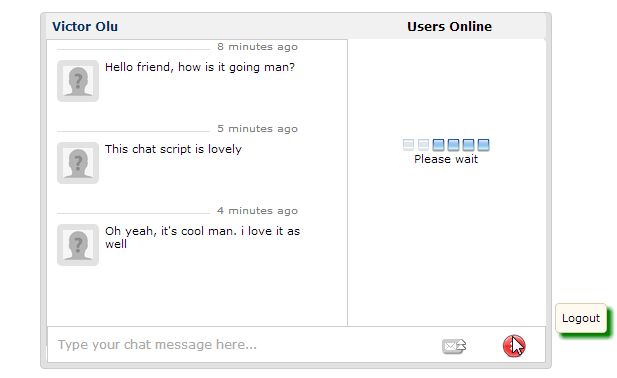 Victor Olu
Users Online
8 minutes ago
Hello friend, how is it going man?
5 minutes ago
This chat script is lovely
Please wait
4 minutes ago
Oh yeah, it's cool man. i love it as
well
Logout
Type your chat message here...